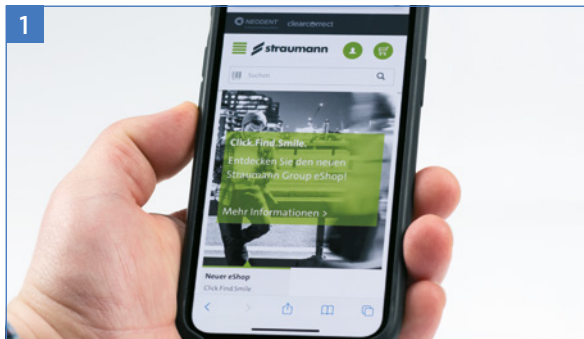 1
NEODENT clearcorrect
straumann
Suchen
Click.Find.Smile.
Entdecken Sie den neuen
Straumann Group eShop!
Mehr Informationen >
Neuer eShop
Click.Find.Smile